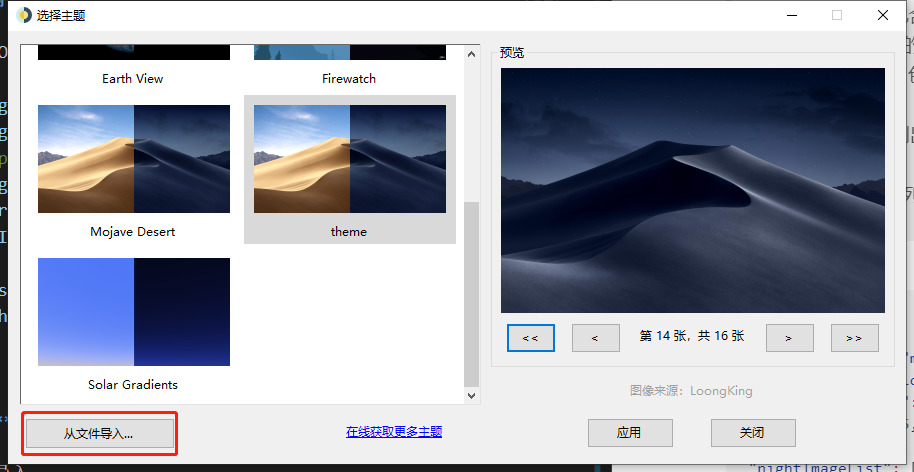 选择主题
预览
Earth View
Firewatch
Mojave Desert
theme
Solar Gradients
<<
<
第 14 张，共 16 张
>
>>
图像来源：LoongKing
从文件导入...
在线获取更多主题
应用
关闭
"nightImageList":